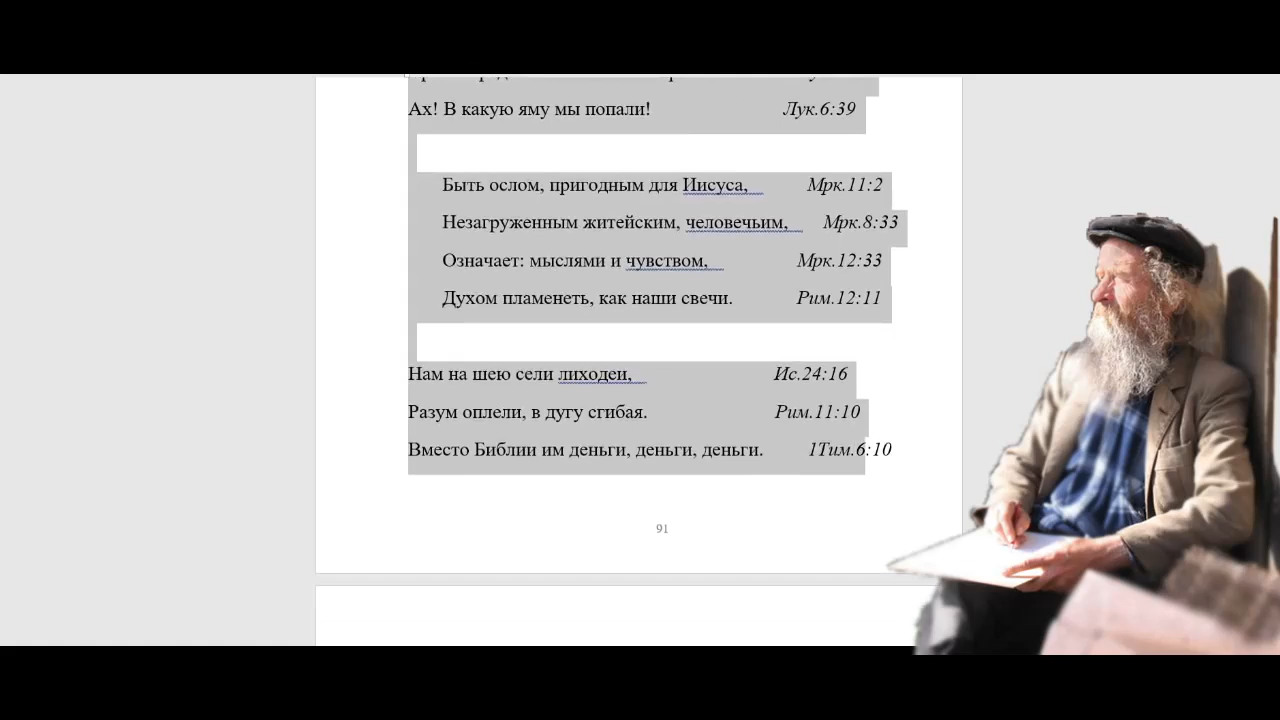 Ах! В какую яму мы попали! Лук.6:39
Быть ослом, пригодным для Иисуса, Мрк.11:2
Незагруженным житейским, человечьим, Мрк.8:33
Означает: мыслями и чувством, Мрк.12:33
Духом пламенеть, как наши свечи. Рим.12:11
Нам на шею сели лиходеи, Ис.24:16
Разум оплели, в дугу сгибая. Рим.11:10
Вместо Библии им деньги, деньги, деньги. 1Тим.6:10
91